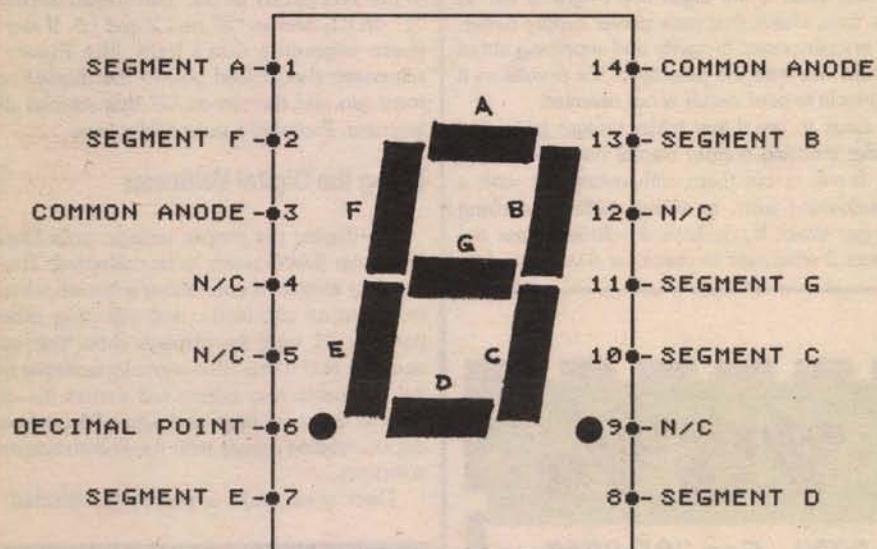 SEGMENT A 1
14 COMMON ANODE
A
SEGMENT F 2
13 SEGMENT B
F
B
COMMON ANODE 3
12 N/C
G
N/C 4
11 SEGMENT G
N/C 5
E
C
10 SEGMENT C
D
DECIMAL POINT 6
9 N/C
SEGMENT E 7
8 SEGMENT D